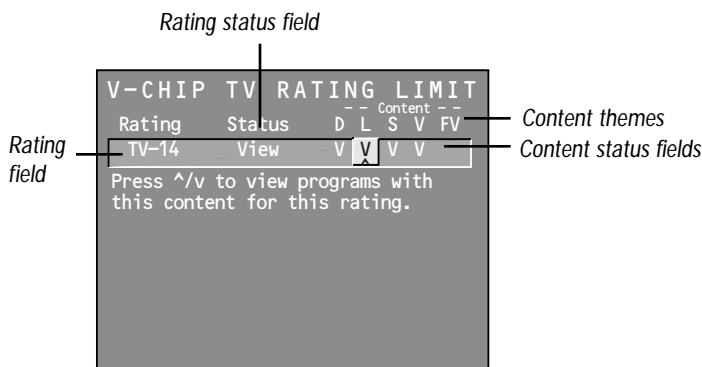 Rating status field
V-CHIP TV RATING LIMIT
-- Content --
Rating Status D L S V FV
Content themes
Rating field
TV-14 View V V V V
Content status fields
Press ^/v to view programs with
this content for this rating.